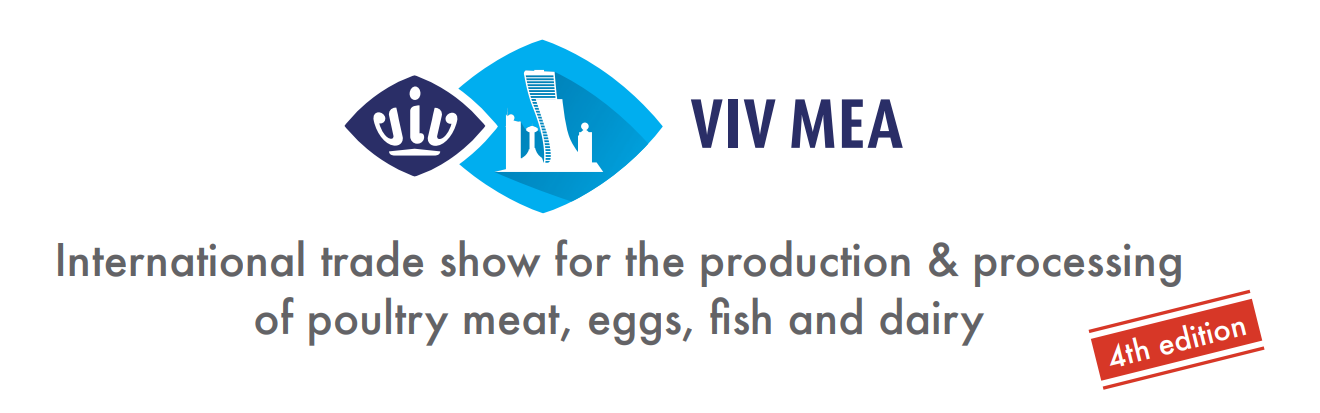 viv
VIV MEA
International trade show for the production & processing
of poultry meat, eggs, fish and dairy
4th edition